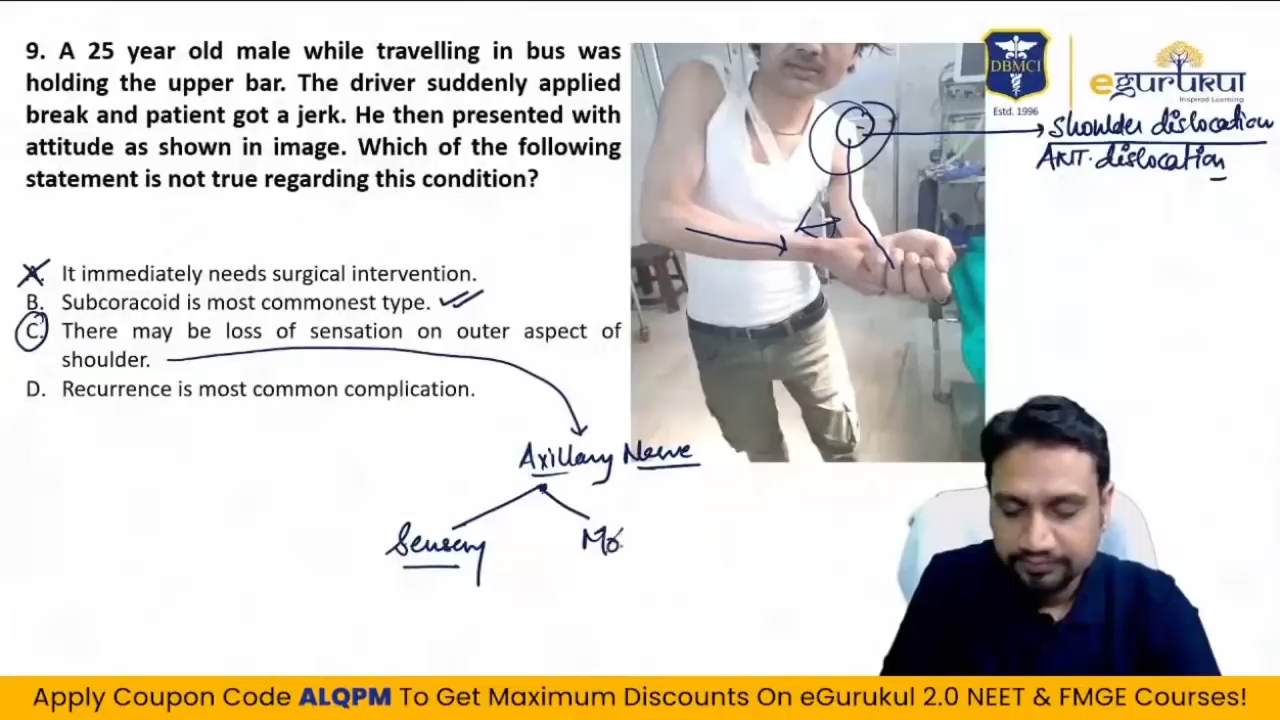 9. A 25 year old male while travelling in bus was
holding the upper bar. The driver suddenly applied
break and patient got a jerk. He then presented with
attitude as shown in image. Which of the following
statement is not true regarding this condition?
A. It immediately needs surgical intervention.
B. Subcoracoid is most commonest type.
C. There may be loss of sensation on outer aspect of
shoulder.
D. Recurrence is most common complication.
Axillary Nerve
Sensory
Mo
DBMCI
Estd. 1996
eGurukul
Inspired Learning
Shoulder dislocation
ANT. dislocation
Apply Coupon Code ALQPM To Get Maximum Discounts On eGurukul 2.0 NEET & FMGE Courses!